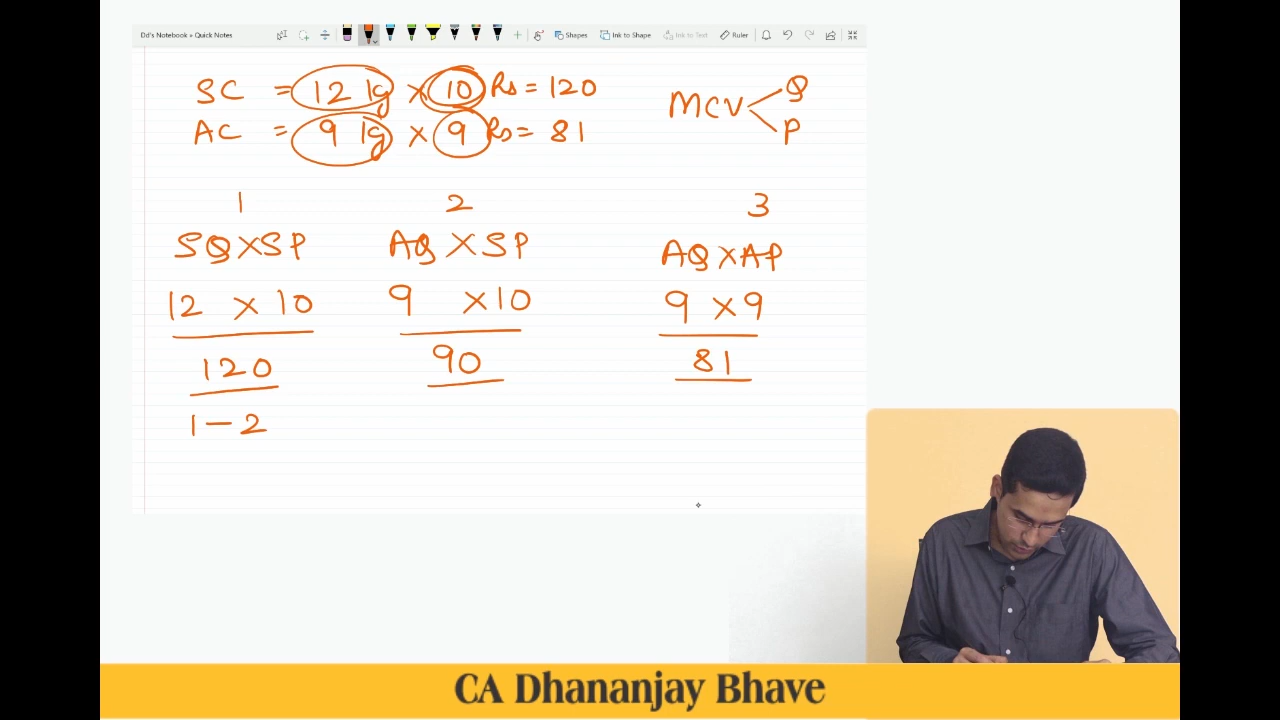 Dd's Notebook » Quick Notes
Shapes
Ink to Shape
Ink to Text
Ruler
SC = 12 kg × 10 Rs = 120
AC = 9 kg × 9 Rs = 81
MCV
Q
P
1 2 3
SQ×SP AQ×SP AQ×AP
12 × 10 9 ×10 9 ×9
120 90 81
1-2
CA Dhananjay Bhave